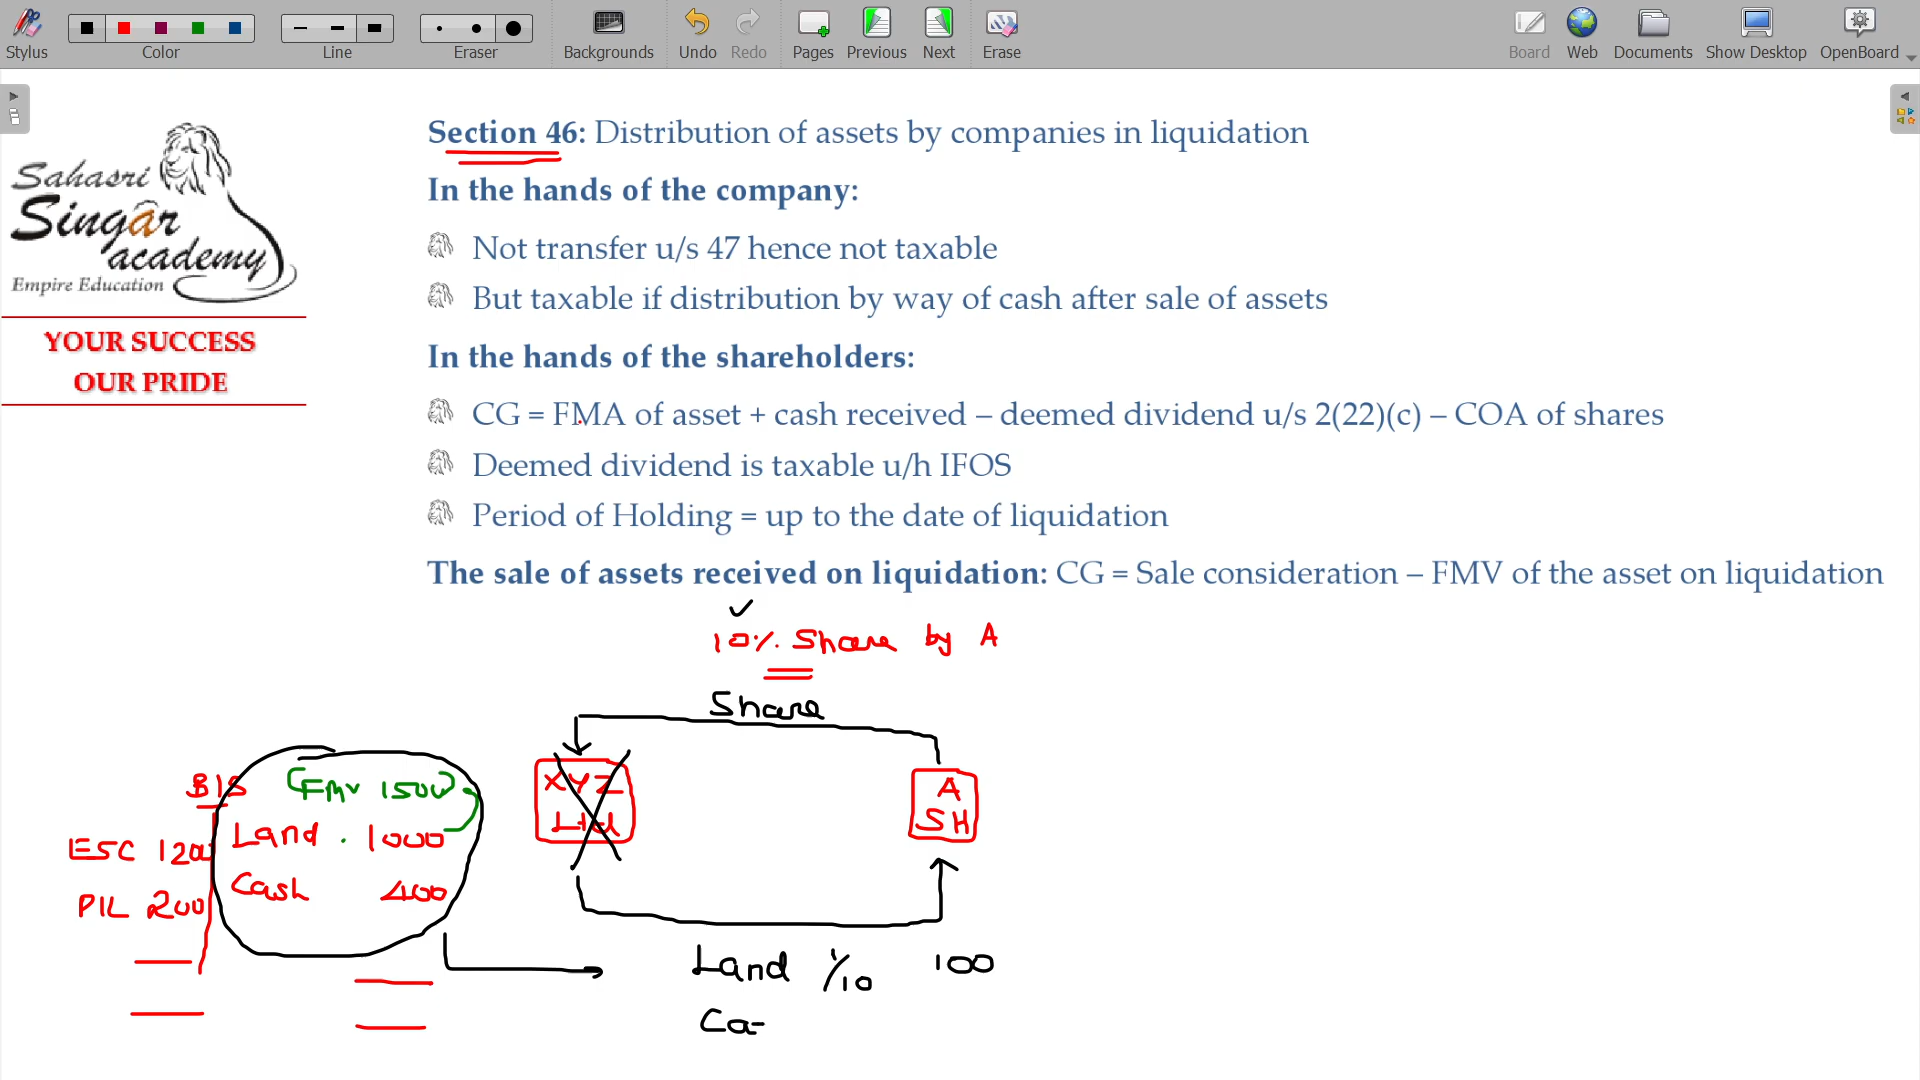 Stylus
Color
Line
Eraser
Backgrounds
Undo
Redo
Pages
Previous
Next
Erase
Board
Web
Documents
Show Desktop
OpenBoard
Sahasri
Singar
academy
Empire Education
YOUR SUCCESS
OUR PRIDE
Section 46: Distribution of assets by companies in liquidation
In the hands of the company:
Not transfer u/s 47 hence not taxable
But taxable if distribution by way of cash after sale of assets
In the hands of the shareholders:
CG = FMA of asset + cash received – deemed dividend u/s 2(22)(c) – COA of shares
Deemed dividend is taxable u/h IFOS
Period of Holding = up to the date of liquidation
The sale of assets received on liquidation: CG = Sale consideration – FMV of the asset on liquidation
10% Share by A
Share
B/S (FMV 1500)
ESC 1200 Land 1000
P/L 200 Cash 400
XYZ
Ltd
A
SH
Land 1/10 100
Ca